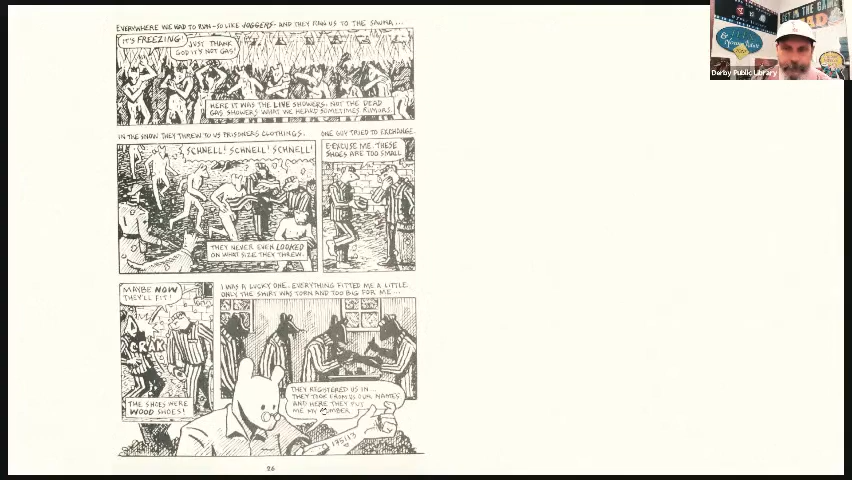 EVERYWHERE WE HAD TO RUN-SO LIKE JOGGERS- AND THEY RAN US TO THE SAUNA...
IT'S FREEZING!
JUST THANK
GOD IT'S NOT GAS!
HERE IT WAS THE LIVE SHOWERS, NOT THE DEAD
GAS SHOWERS WHAT WE HEARD SOMETIMES RUMORS.
IN THE SNOW THEY THREW TO US PRISONERS CLOTHINGS.
SCHNELL! SCHNELL! SCHNELL!
THEY NEVER EVEN LOOKED
ON WHAT SIZE THEY THREW.
ONE GUY TRIED TO EXCHANGE.
E-EXCUSE ME. THESE
SHOES ARE TOO SMALL
MAYBE NOW
THEY'LL FIT!
CRAK
THE SHOES WERE
WOOD SHOES!
I WAS A LUCKY ONE. EVERYTHING FITTED ME A LITTLE.
ONLY THE SHIRT WAS TORN AND TOO BIG FOR ME...
THEY REGISTERED US IN...
THEY TOOK FROM US OUR NAMES
AND HERE THEY PUT
ME MY NUMBER
175113
26
GET IN THE GAME
READ
Derby Public Library